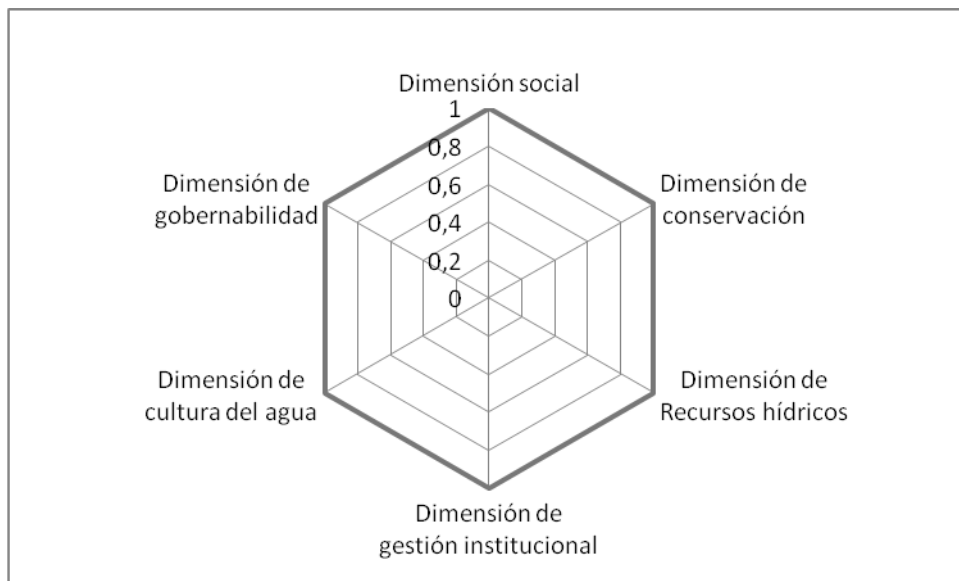 Dimensión social
1
0,8
0,6
0,4
0,2
0
Dimensión de
conservación
Dimensión de
Recursos hídricos
Dimensión de
gestión institucional
Dimensión de
cultura del agua
Dimensión de
gobernabilidad